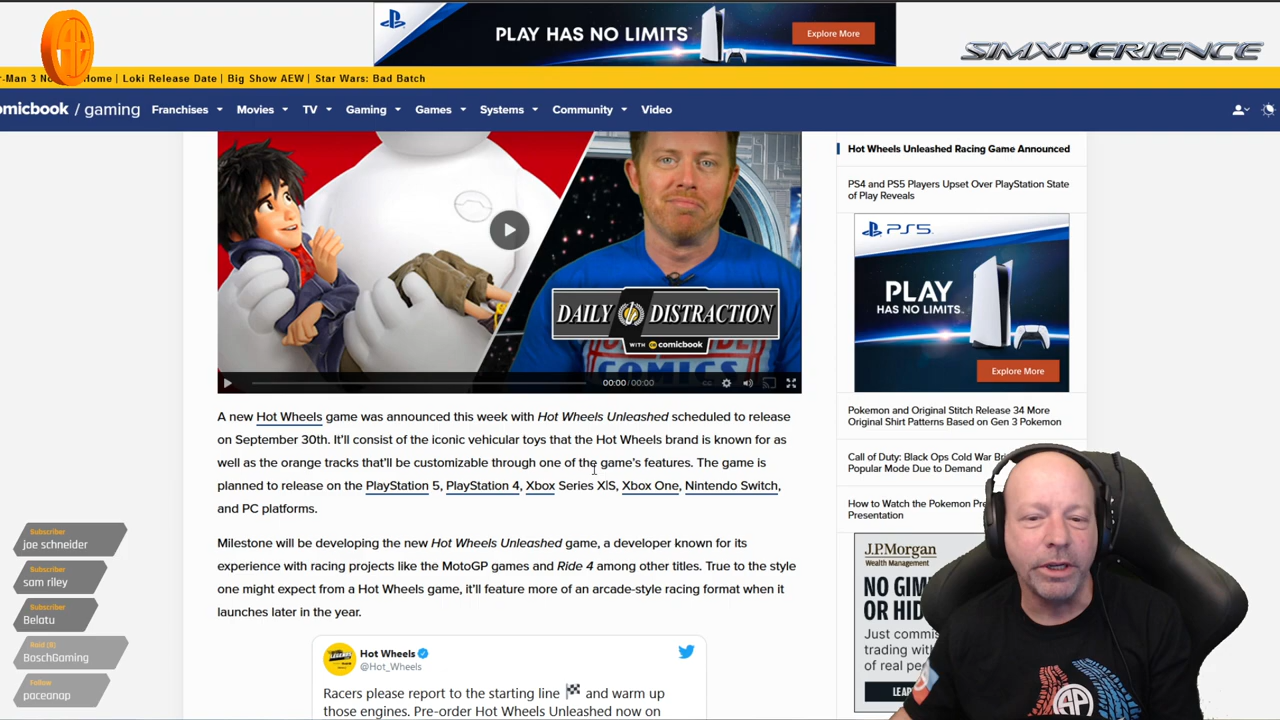 PLAY HAS NO LIMITS™
Explore More
SIMXPERIENCE
r-Man 3 No Home | Loki Release Date | Big Show AEW | Star Wars: Bad Batch
omicbook / gaming
Franchises
Movies
TV
Gaming
Games
Systems
Community
Video
DAILY DISTRACTION
WITH comicbook
COMICS
00:00 / 00:00
A new Hot Wheels game was announced this week with Hot Wheels Unleashed scheduled to release
on September 30th. It'll consist of the iconic vehicular toys that the Hot Wheels brand is known for as
well as the orange tracks that'll be customizable through one of the game's features. The game is
planned to release on the PlayStation 5, PlayStation 4, Xbox Series X|S, Xbox One, Nintendo Switch,
and PC platforms.
Milestone will be developing the new Hot Wheels Unleashed game, a developer known for its
experience with racing projects like the MotoGP games and Ride 4 among other titles. True to the style
one might expect from a Hot Wheels game, it'll feature more of an arcade-style racing format when it
launches later in the year.
Hot Wheels
@Hot_Wheels
Racers please report to the starting line 🏁 and warm up
those engines. Pre-order Hot Wheels Unleashed now on
Hot Wheels Unleashed Racing Game Announced
PS4 and PS5 Players Upset Over PlayStation State
of Play Reveals
PS5
PLAY
HAS NO LIMITS™
Explore More
Pokemon and Original Stitch Release 34 More
Original Shirt Patterns Based on Gen 3 Pokemon
Call of Duty: Black Ops Cold War Bri
Popular Mode Due to Demand
How to Watch the Pokemon Pre
Presentation
J.P.Morgan
WEALTH MANAGEMENT
NO GIM
OR HID
Just commis
trading with
of real pe
LEAR
Subscriber
joe schneider
Subscriber
sam riley
Subscriber
Belatu
Raid (8)
BoschGaming
Follow
paceanap